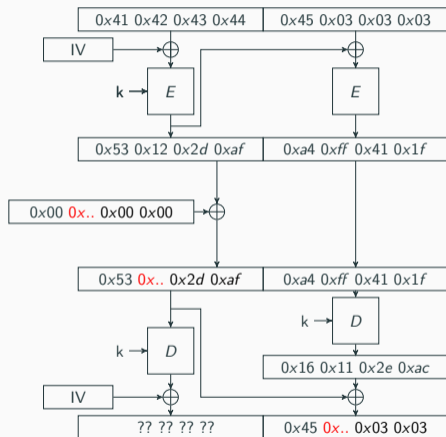 0x41 0x42 0x43 0x44 0x45 0x03 0x03 0x03
IV
k E E
0x53 0x12 0x2d 0xaf 0xa4 0xff 0x41 0x1f
0x00 0x.. 0x00 0x00
0x53 0x.. 0x2d 0xaf 0xa4 0xff 0x41 0x1f
k D
k D
0x16 0x11 0x2e 0xac
IV
?? ?? ?? ?? 0x45 0x.. 0x03 0x03